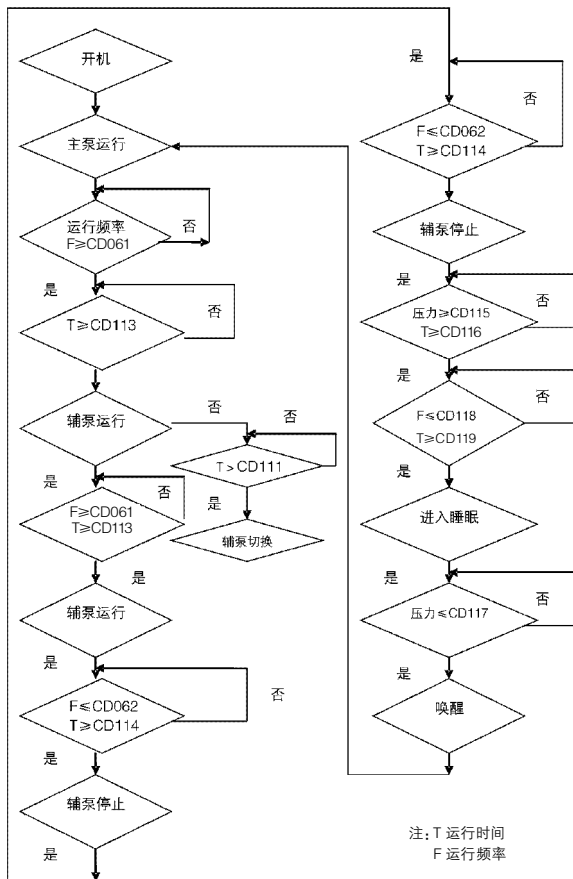 开机
主泵运行
运行频率
F≥CD061
否
是
T≥CD113
否
辅泵运行
否
否
T＞CD111
是
辅泵切换
是
否
F≥CD061
T≥CD113
是
辅泵运行
是
F≤CD062
T≥CD114
否
是
辅泵停止
是
是
否
F≤CD062
T≥CD114
辅泵停止
是
否
压力≥CD115
T≥CD116
是
否
F≤CD118
T≥CD119
是
进入睡眠
是
否
压力≤CD117
是
唤醒
注: T 运行时间
F 运行频率